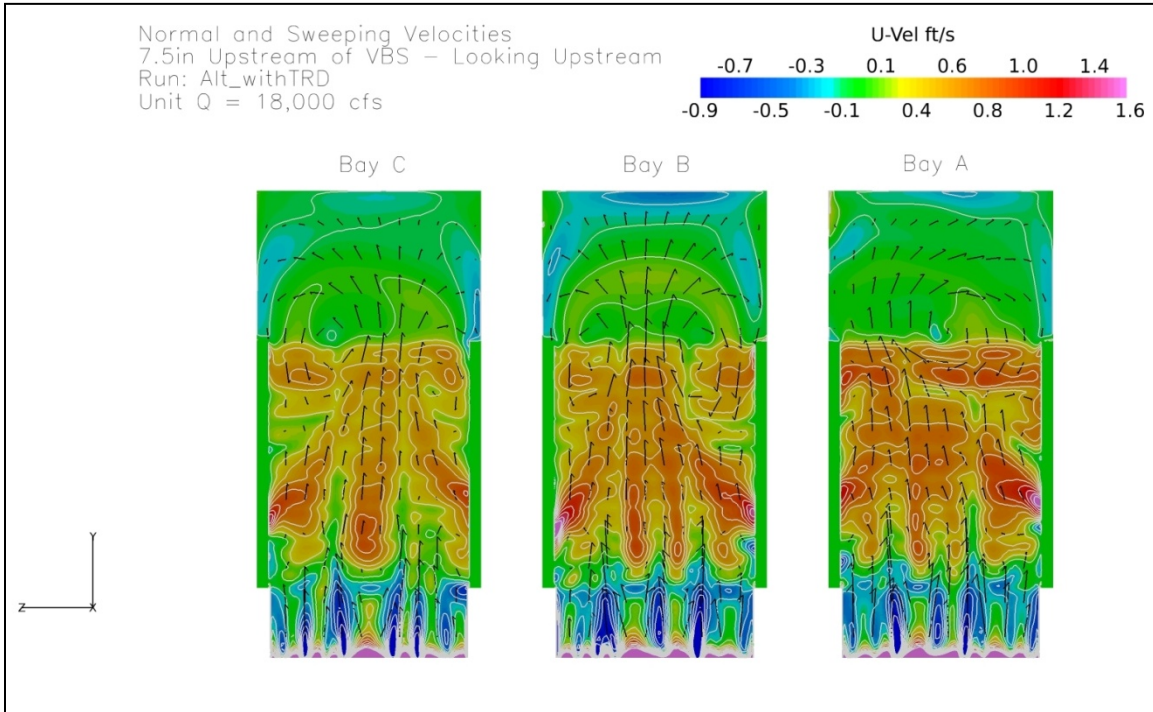 Normal and Sweeping Velocities
7.5in Upstream of VBS – Looking Upstream
Run: Alt_withTRD
Unit Q = 18,000 cfs
U-Vel ft/s
-0.7 -0.3 0.1 0.6 1.0 1.4
-0.9 -0.5 -0.1 0.4 0.8 1.2 1.6
Bay C Bay B Bay A
Y
Z X